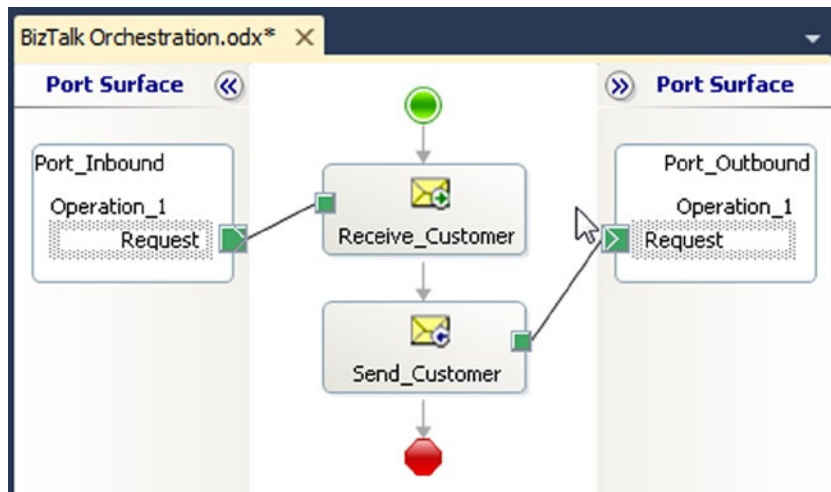 BizTalk Orchestration.odx*
Port Surface
Port Surface
Port_Inbound
Operation_1
Request
Receive_Customer
Send_Customer
Port_Outbound
Operation_1
Request